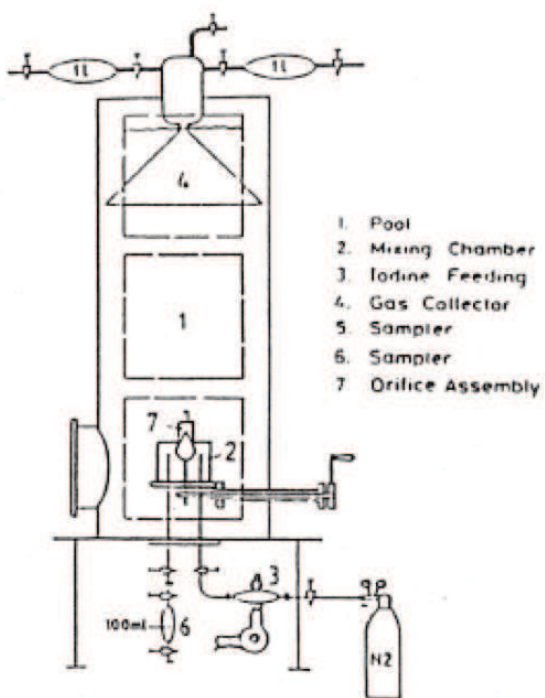 1l
1l
4.
1. Pool
2. Mixing Chamber
3. Iodine Feeding
4. Gas Collector
5. Sampler
6. Sampler
7 Orifice Assembly
1
7
2
3
100ml
6
N2